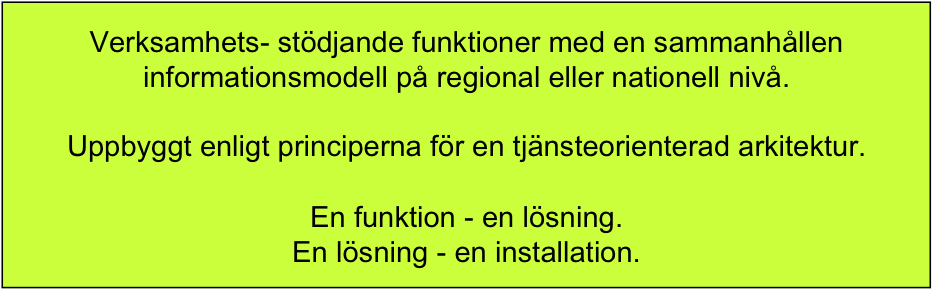 Verksamhets- stödjande funktioner med en sammanhållen
informationsmodell på regional eller nationell nivå.
Uppbyggt enligt principerna för en tjänsteorienterad arkitektur.
En funktion - en lösning.
En lösning - en installation.